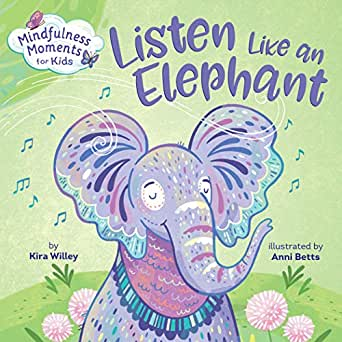 Mindfulness
Moments
for Kids
Listen Like an
Elephant
by
Kira Willey
illustrated by
Anni Betts